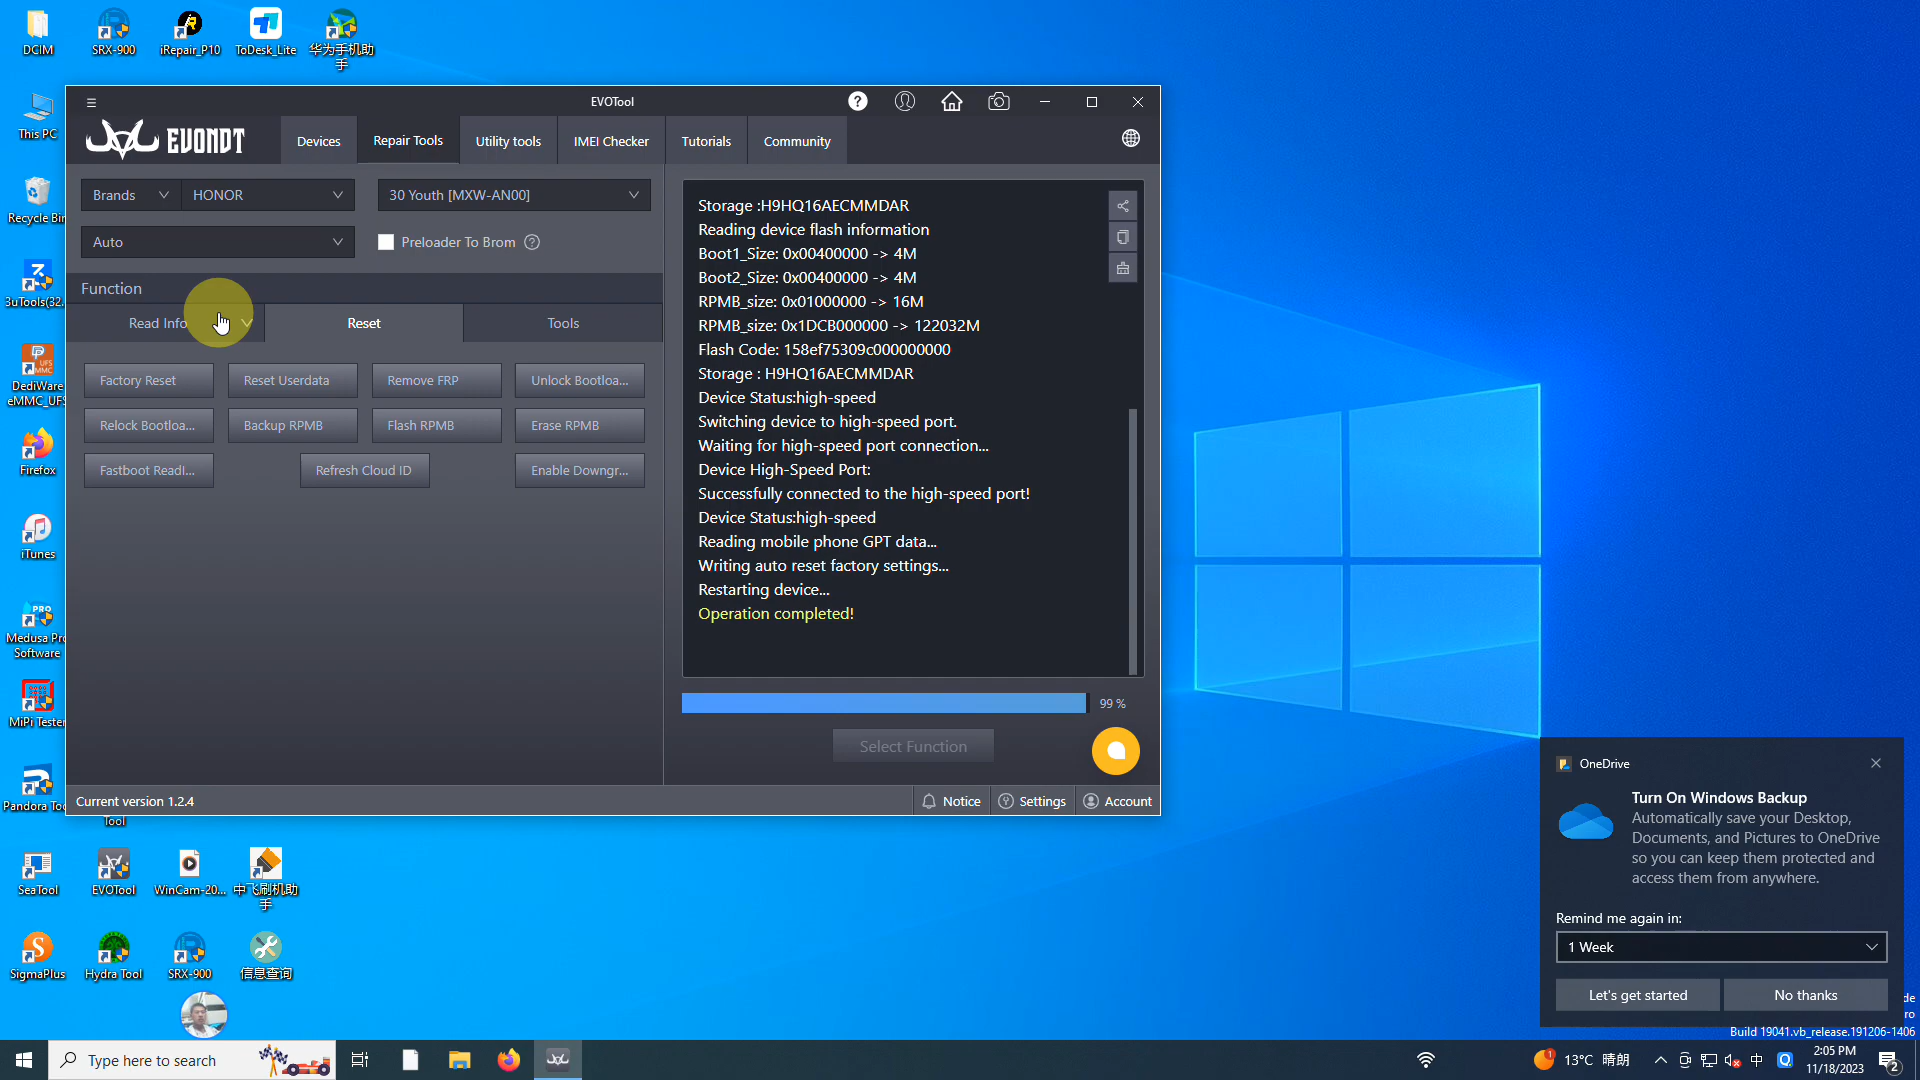 DCIM
SRX-900
iRepair_P10
ToDesk_Lite
华为手机助
手
This PC
Recycle Bin
3uTools(32.
DediWare
eMMC_UFS
Firefox
iTunes
PRO
Medusa Pro
Software
MiPi Tester
Pandora Too
Tool
SeaTool
EVOTool
WinCam-20...
中飞刷机助
手
SigmaPlus
Hydra Tool
SRX-900
信息查询
EVOTool
EVONDT
Devices
Repair Tools
Utility tools
IMEI Checker
Tutorials
Community
Brands
HONOR
30 Youth [MXW-AN00]
Auto
Preloader To Brom
Function
Read Info
Reset
Tools
Factory Reset
Reset Userdata
Remove FRP
Unlock Bootloa...
Relock Bootloa...
Backup RPMB
Flash RPMB
Erase RPMB
Fastboot ReadI...
Refresh Cloud ID
Enable Downgr...
Storage :H9HQ16AECMMDAR
Reading device flash information
Boot1_Size: 0x00400000 -> 4M
Boot2_Size: 0x00400000 -> 4M
RPMB_size: 0x01000000 -> 16M
RPMB_size: 0x1DCB000000 -> 122032M
Flash Code: 158ef75309c000000000
Storage : H9HQ16AECMMDAR
Device Status:high-speed
Switching device to high-speed port.
Waiting for high-speed port connection...
Device High-Speed Port:
Successfully connected to the high-speed port!
Device Status:high-speed
Reading mobile phone GPT data...
Writing auto reset factory settings...
Restarting device...
Operation completed!
99 %
Select Function
Current version 1.2.4
Notice
Settings
Account
OneDrive
Turn On Windows Backup
Automatically save your Desktop,
Documents, and Pictures to OneDrive
so you can keep them protected and
access them from anywhere.
Remind me again in:
1 Week
Let's get started
No thanks
de
ro
Build 19041.vb_release.191206-1406
Type here to search
13°C 晴朗
中
2:05 PM
11/18/2023
2